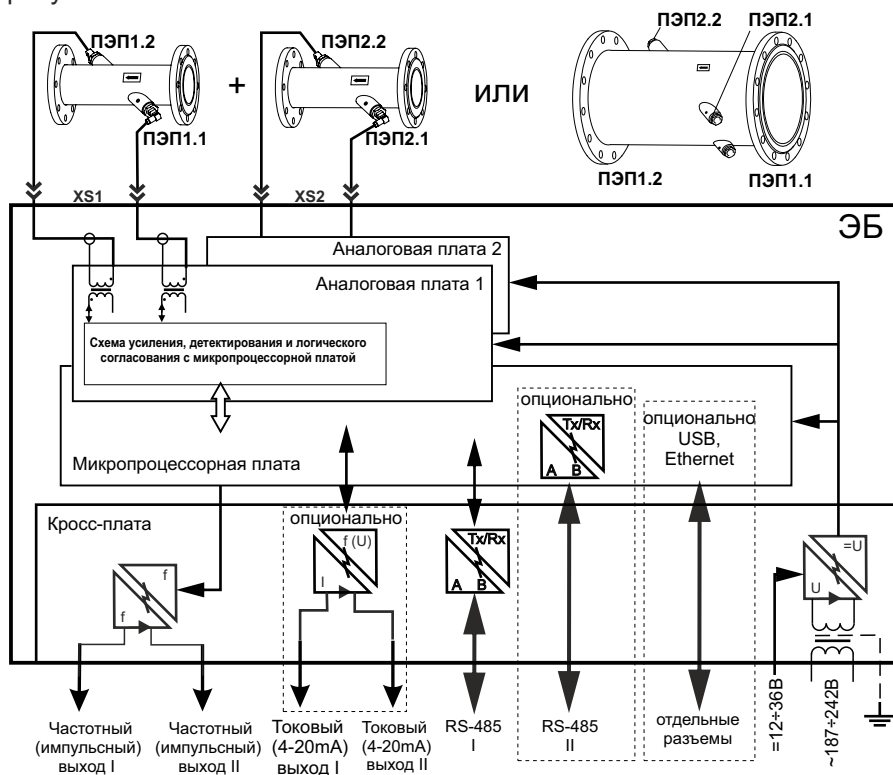 ПЭП1.2
ПЭП2.2
ПЭП2.2
ПЭП2.1
+
или
ПЭП1.1
ПЭП2.1
ПЭП1.2
ПЭП1.1
XS1
XS2
ЭБ
Аналоговая плата 2
Аналоговая плата 1
Схема усиления, детектирования и логического
согласования с микропроцессорной платой
опционально
Tx/Rx
A B
опционально
USB,
Ethernet
Микропроцессорная плата
Кросс-плата
опционально
f
f
f (U)
I
Tx/Rx
A B
=U
U
Частотный
(импульсный)
выход I
Частотный
(импульсный)
выход II
Токовый
(4-20mA)
выход I
Токовый
(4-20mA)
выход II
RS-485
I
RS-485
II
отдельные
разъемы
=12÷36В
~187÷242В